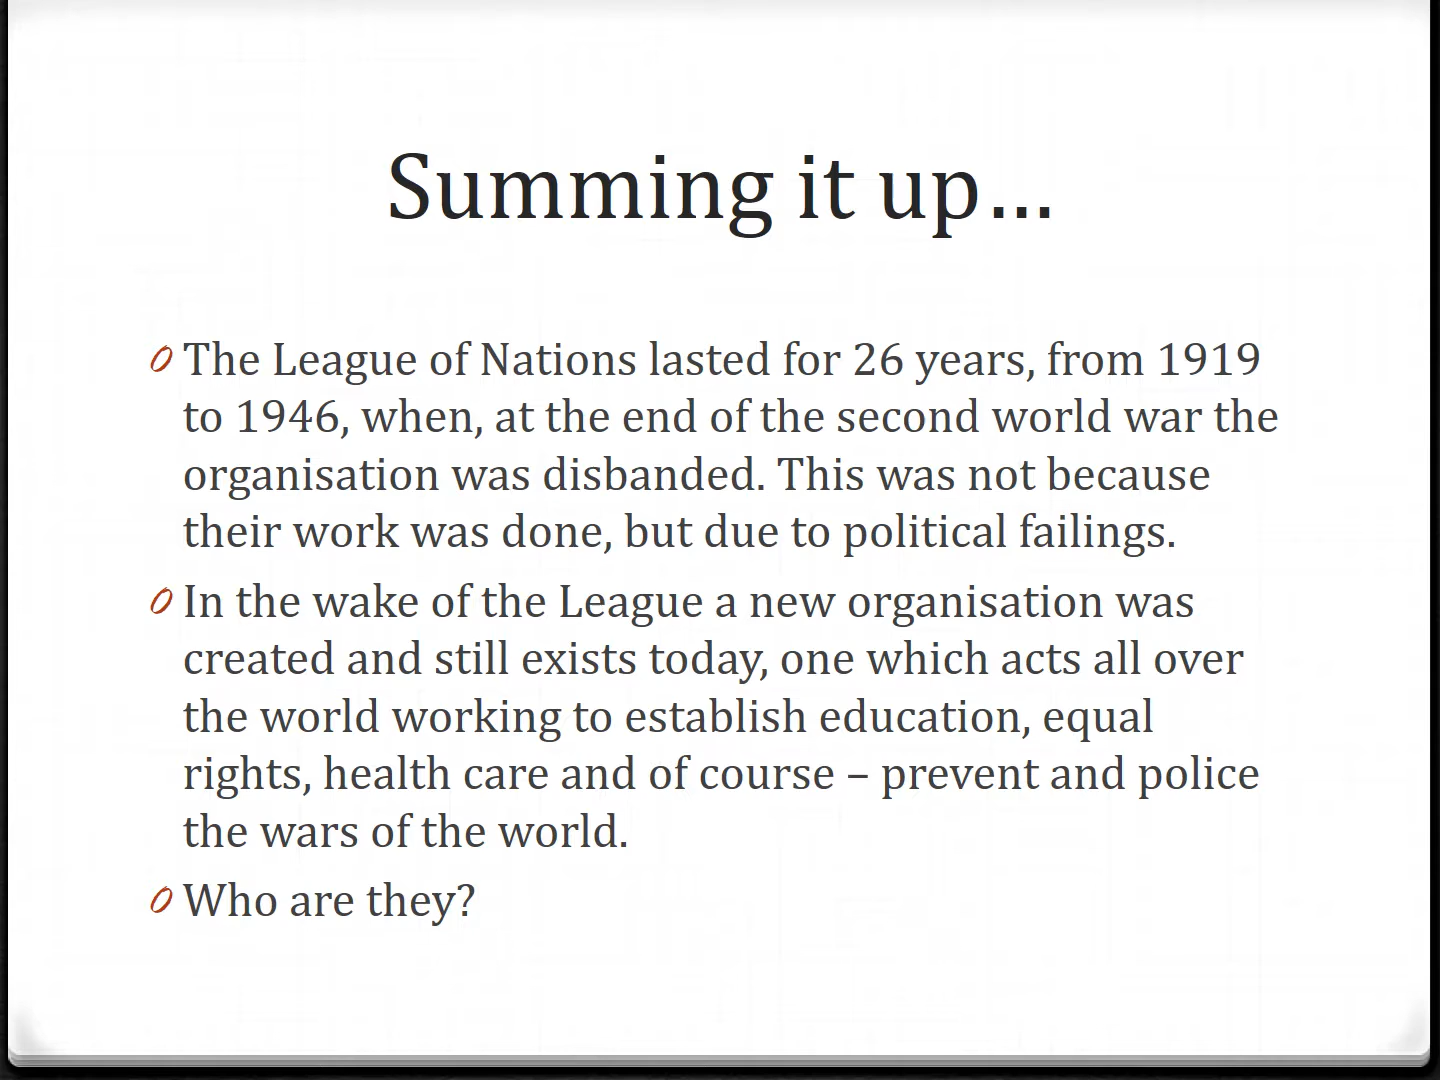 Summing it up…
The League of Nations lasted for 26 years, from 1919
to 1946, when, at the end of the second world war the
organisation was disbanded. This was not because
their work was done, but due to political failings.
In the wake of the League a new organisation was
created and still exists today, one which acts all over
the world working to establish education, equal
rights, health care and of course – prevent and police
the wars of the world.
Who are they?